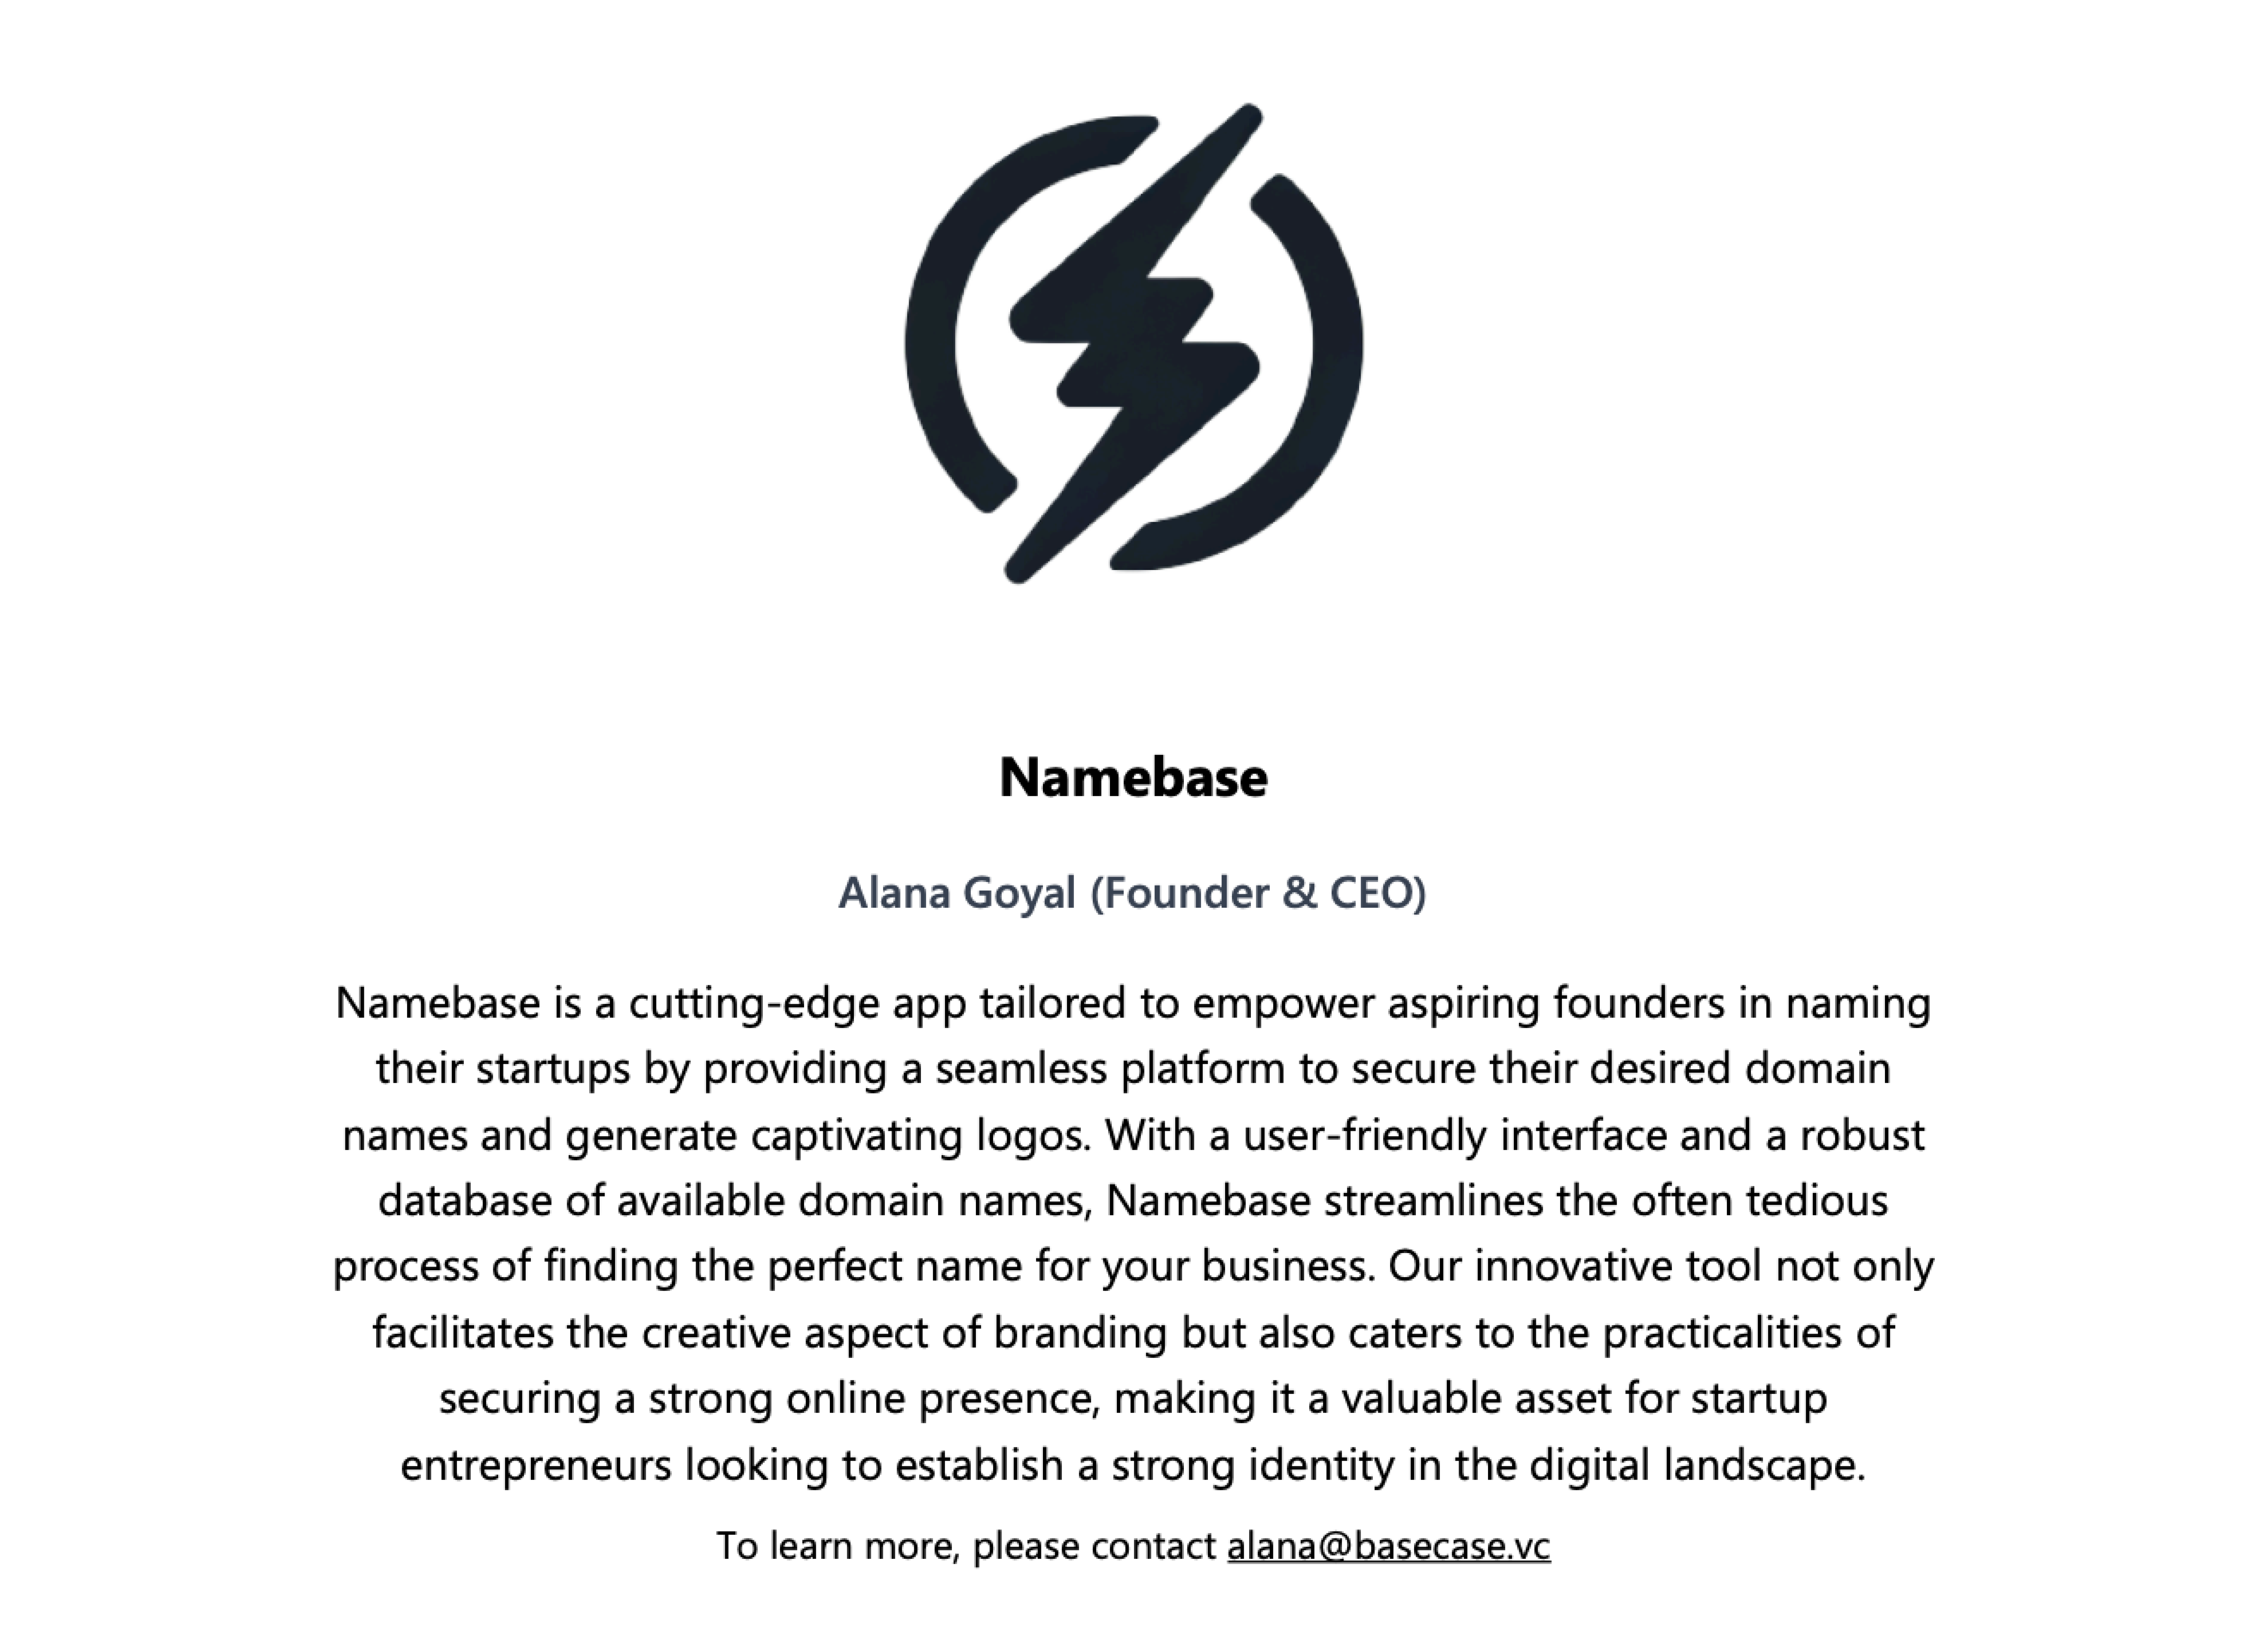 Namebase
Alana Goyal (Founder & CEO)
Namebase is a cutting-edge app tailored to empower aspiring founders in naming
their startups by providing a seamless platform to secure their desired domain
names and generate captivating logos. With a user-friendly interface and a robust
database of available domain names, Namebase streamlines the often tedious
process of finding the perfect name for your business. Our innovative tool not only
facilitates the creative aspect of branding but also caters to the practicalities of
securing a strong online presence, making it a valuable asset for startup
entrepreneurs looking to establish a strong identity in the digital landscape.
To learn more, please contact alana@basecase.vc